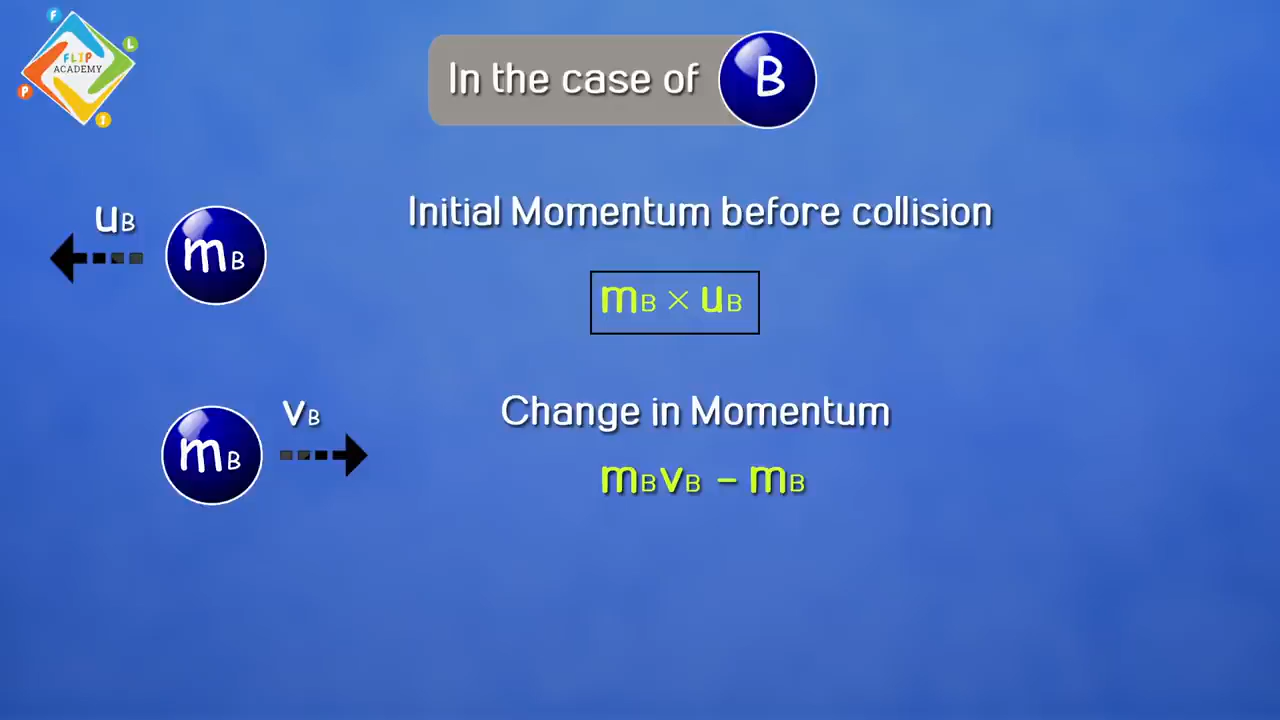 F
L
FLIP
ACADEMY
P
I
In the case of B
uB
mB
Initial Momentum before collision
mB × uB
vB
mB
Change in Momentum
mBvB – mB